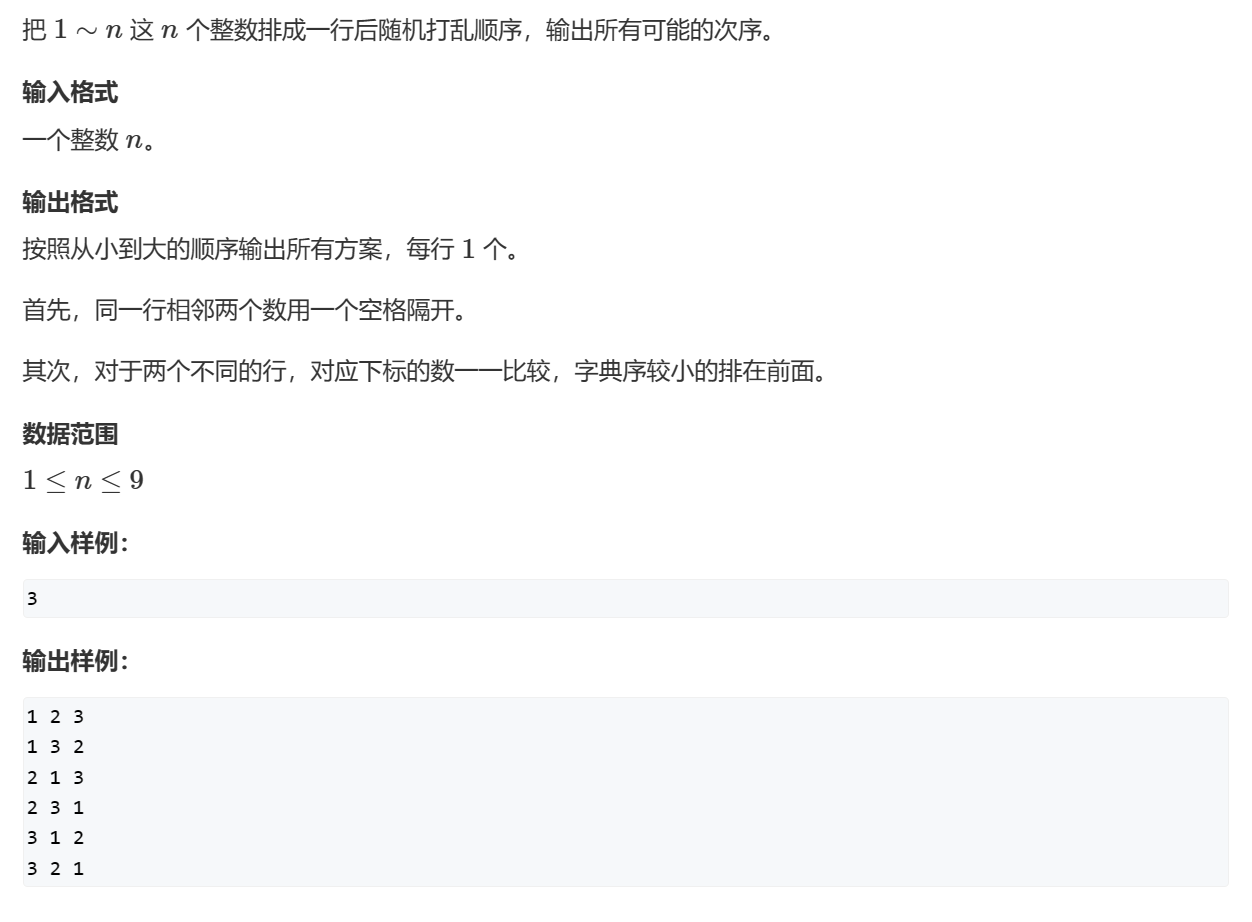 把 1 ∼ n 这 n 个整数排成一行后随机打乱顺序，输出所有可能的次序。
输入格式
一个整数 n。
输出格式
按照从小到大的顺序输出所有方案，每行 1 个。
首先，同一行相邻两个数用一个空格隔开。
其次，对于两个不同的行，对应下标的数一一比较，字典序较小的排在前面。
数据范围
1 ≤ n ≤ 9
输入样例：
3
输出样例：
1 2 3
1 3 2
2 1 3
2 3 1
3 1 2
3 2 1